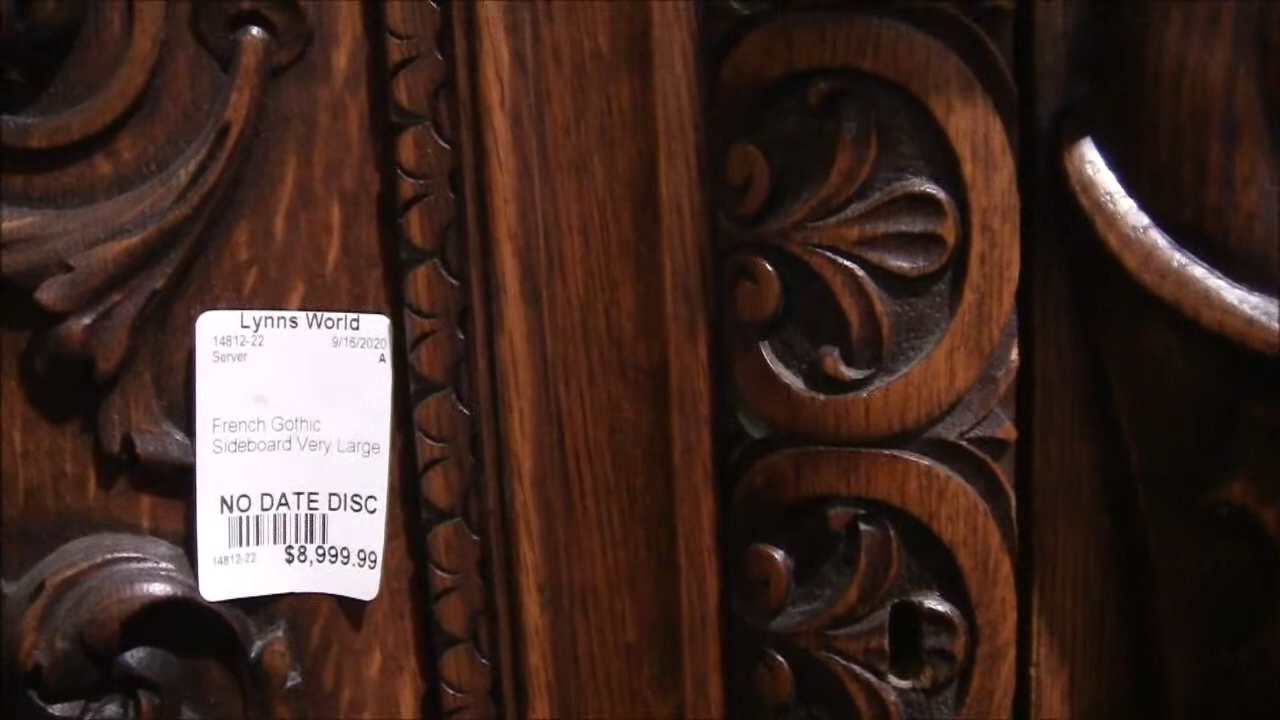 Lynns World
14812-22 9/16/2020
Server A
French Gothic
Sideboard Very Large
NO DATE DISC
14812-22 $8,999.99